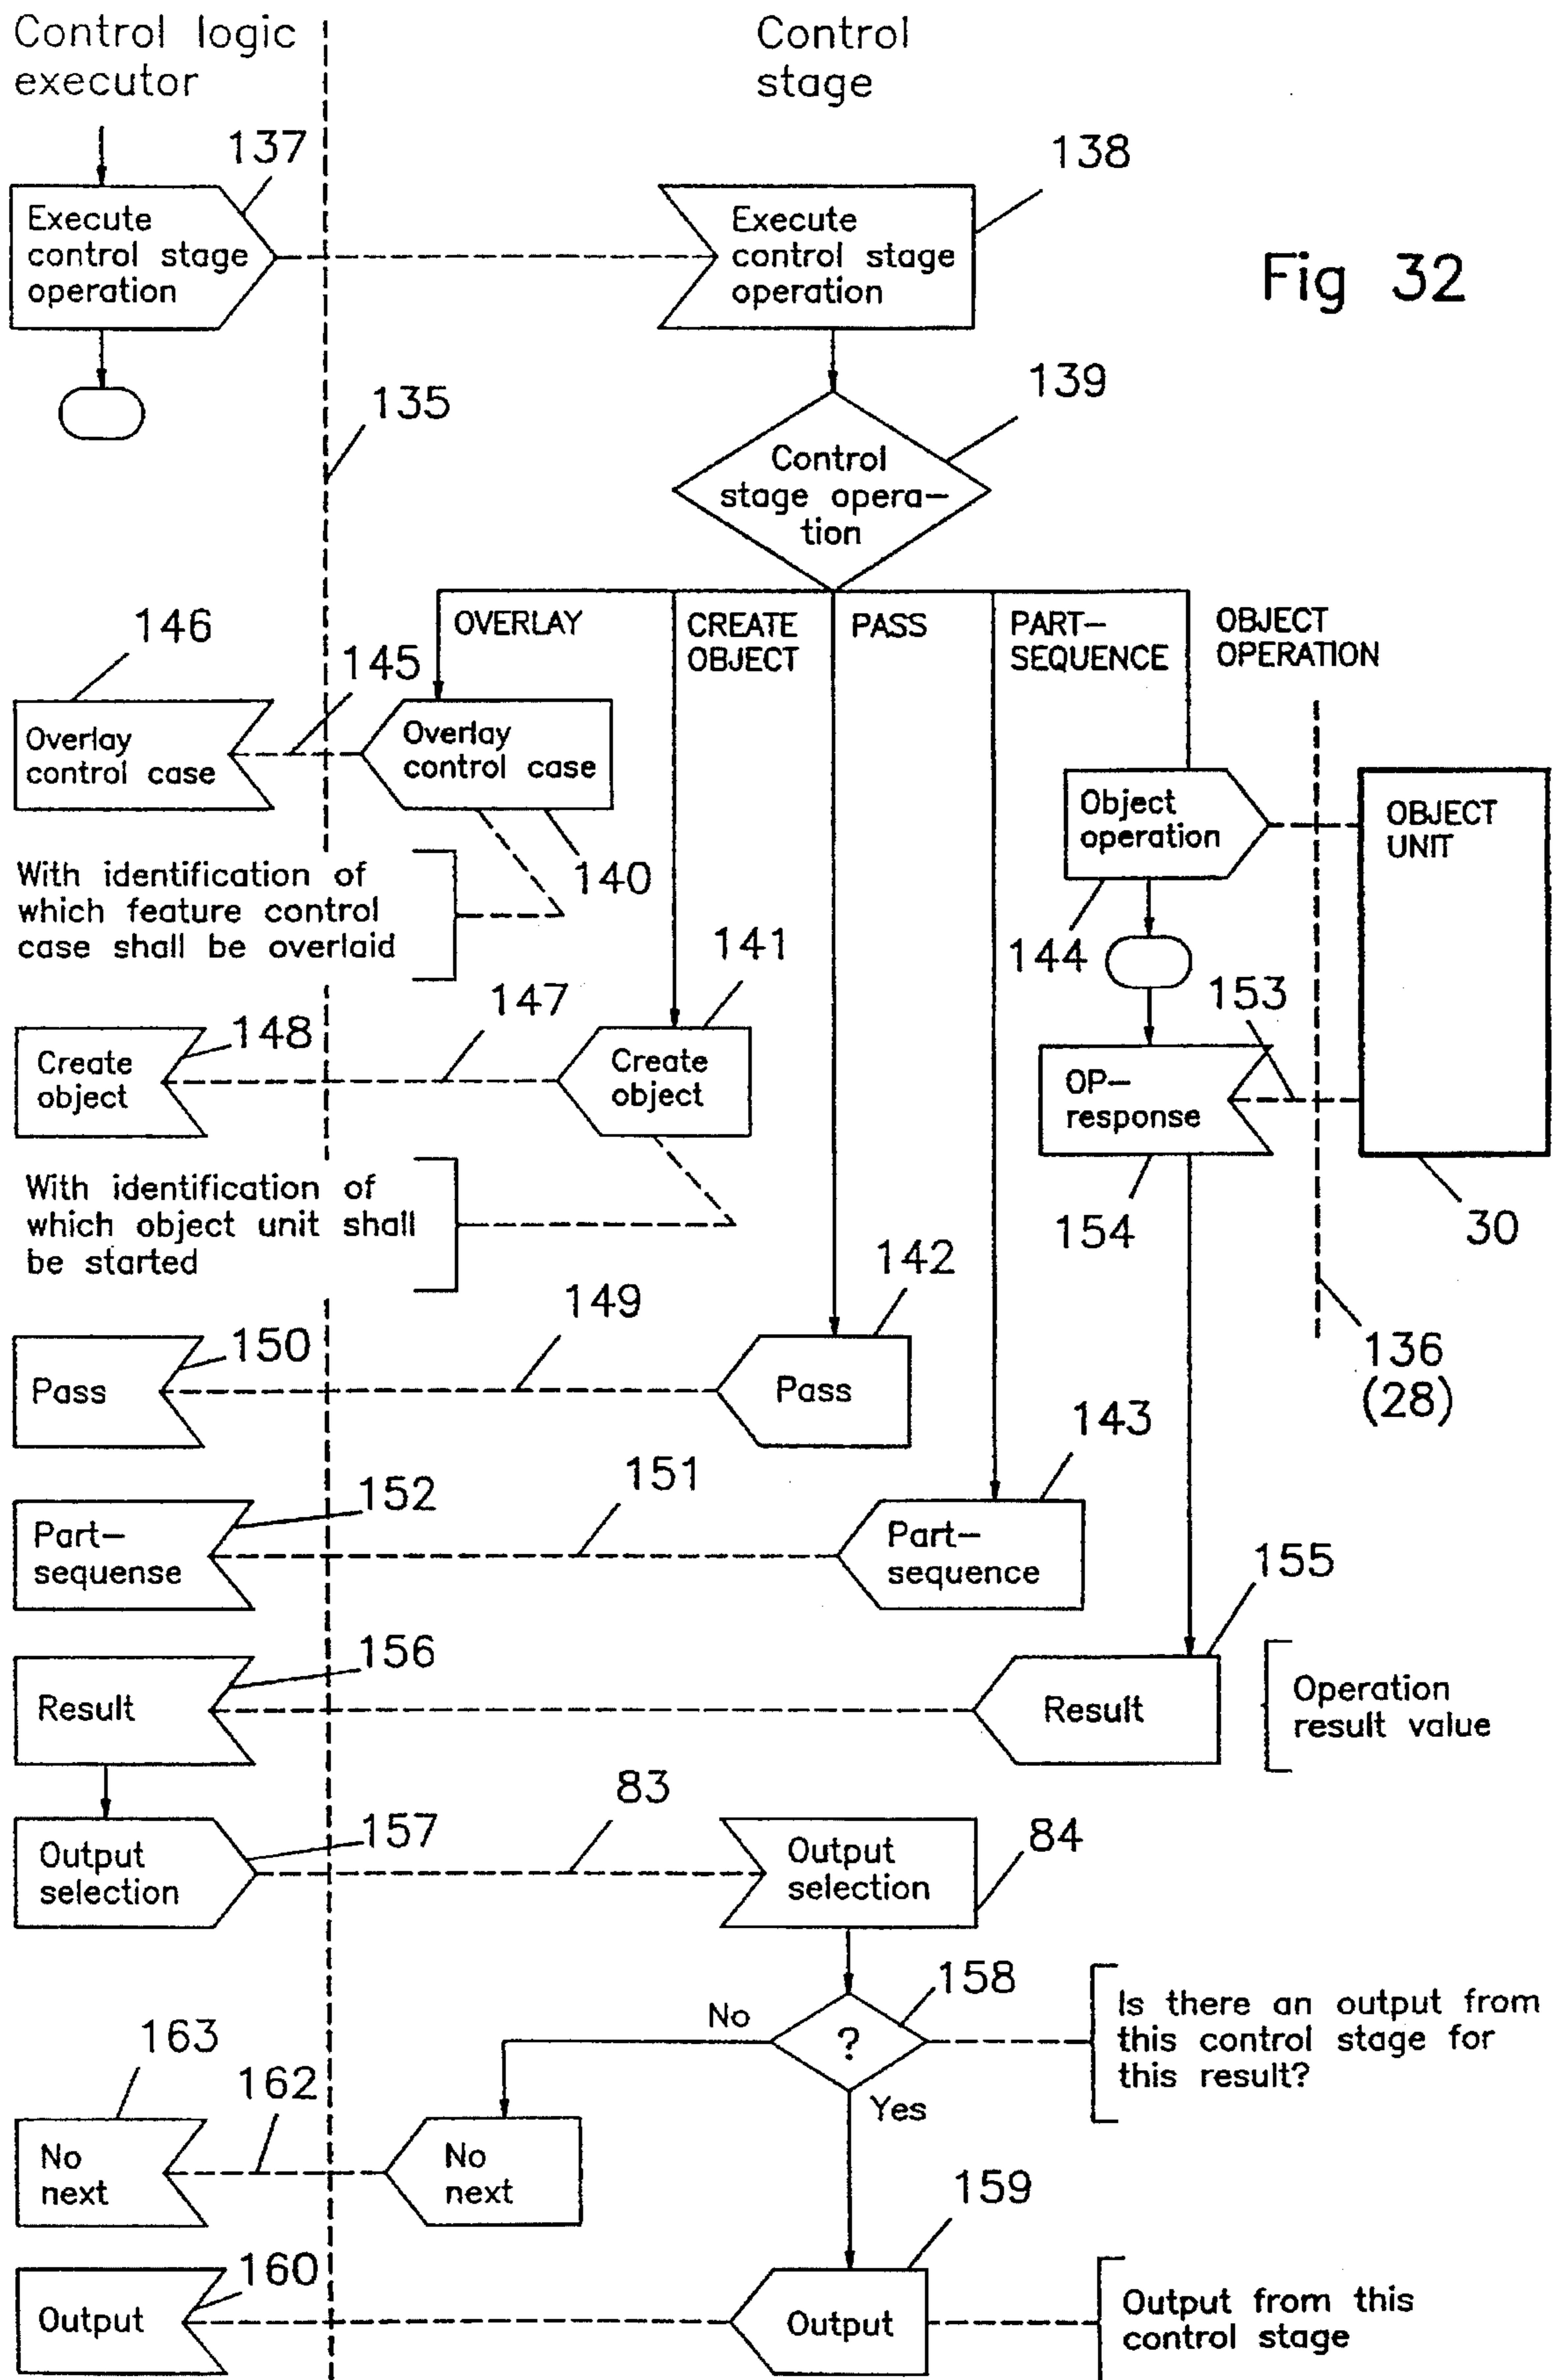 Control logic
executor
Control
stage
137
138
Execute
control stage
operation
Execute
control stage
operation
Fig 32
135
139
Control
stage opera-
tion
146
145
OVERLAY
CREATE
OBJECT
PASS
PART-
SEQUENCE
OBJECT
OPERATION
Overlay
control case
Overlay
control case
Object
operation
OBJECT
UNIT
With identification of
which feature control
case shall be overlaid
140
144
141
147
153
148
Create
object
Create
object
OP-
response
With identification of
which object unit shall
be started
154
30
142
149
150
Pass
Pass
136
(28)
143
151
152
Part-
sequense
Part-
sequence
155
156
Result
Result
Operation
result value
83
157
84
Output
selection
Output
selection
158
No
?
Is there an output from
this control stage for
this result?
163
162
Yes
No
next
No
next
159
160
Output
Output
Output from this
control stage